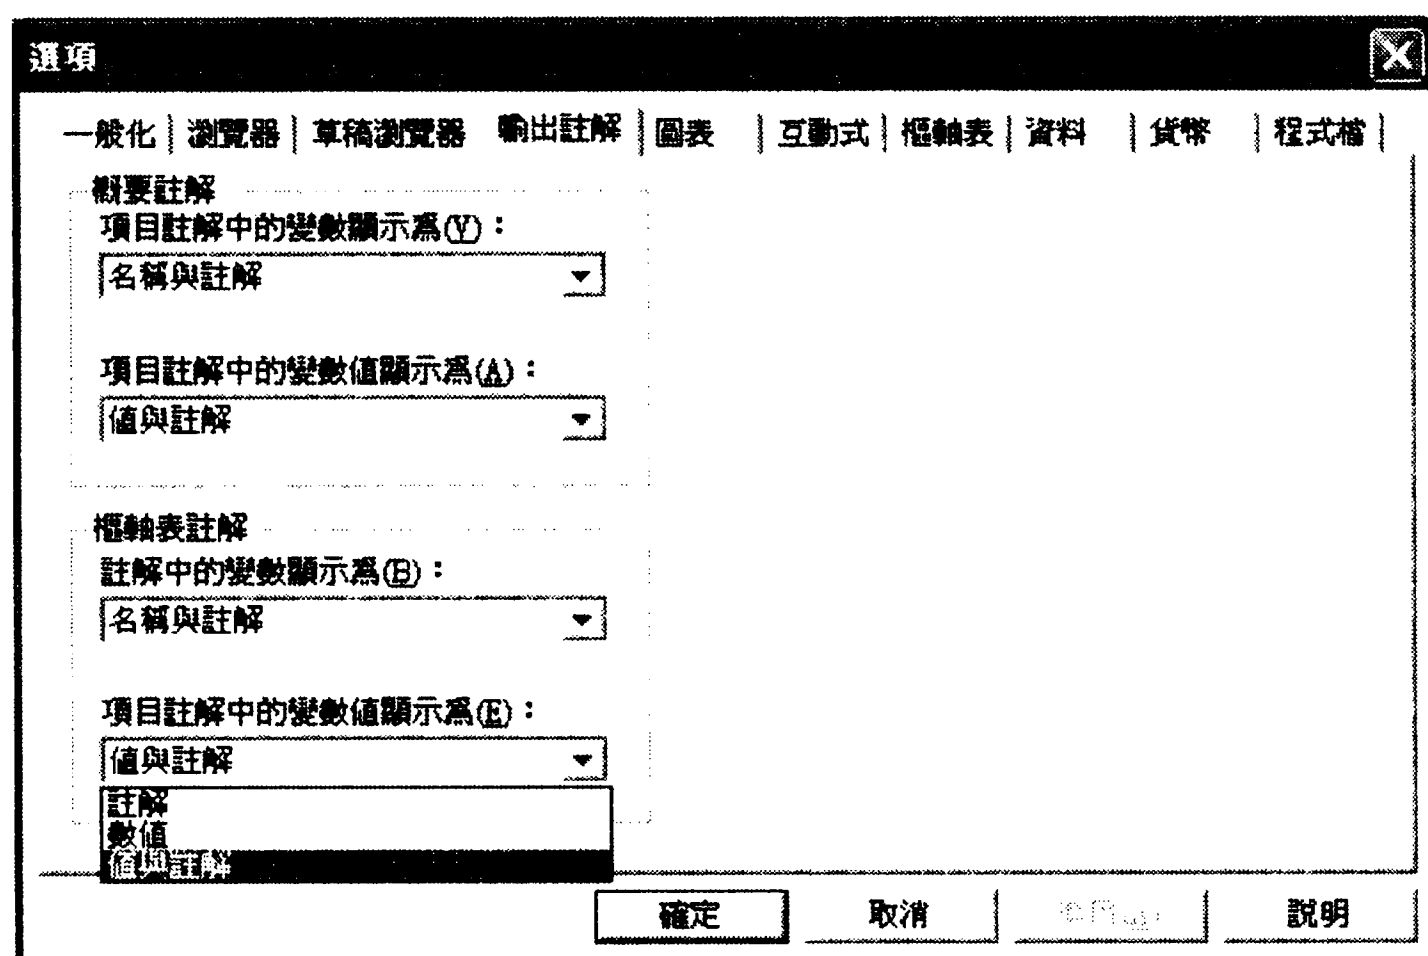 選項
一般化 瀏覽器 草稿瀏覽器 輸出註解 圖表 互動式 樞軸表 資料 貨幣 程式檔
概要註解
項目註解中的變數顯示為(V)：
名稱與註解
項目註解中的變數值顯示為(A)：
值與註解
樞軸表註解
註解中的變數顯示為(B)：
名稱與註解
項目註解中的變數值顯示為(E)：
值與註解
註解
數值
值與註解
確定 取消 說明